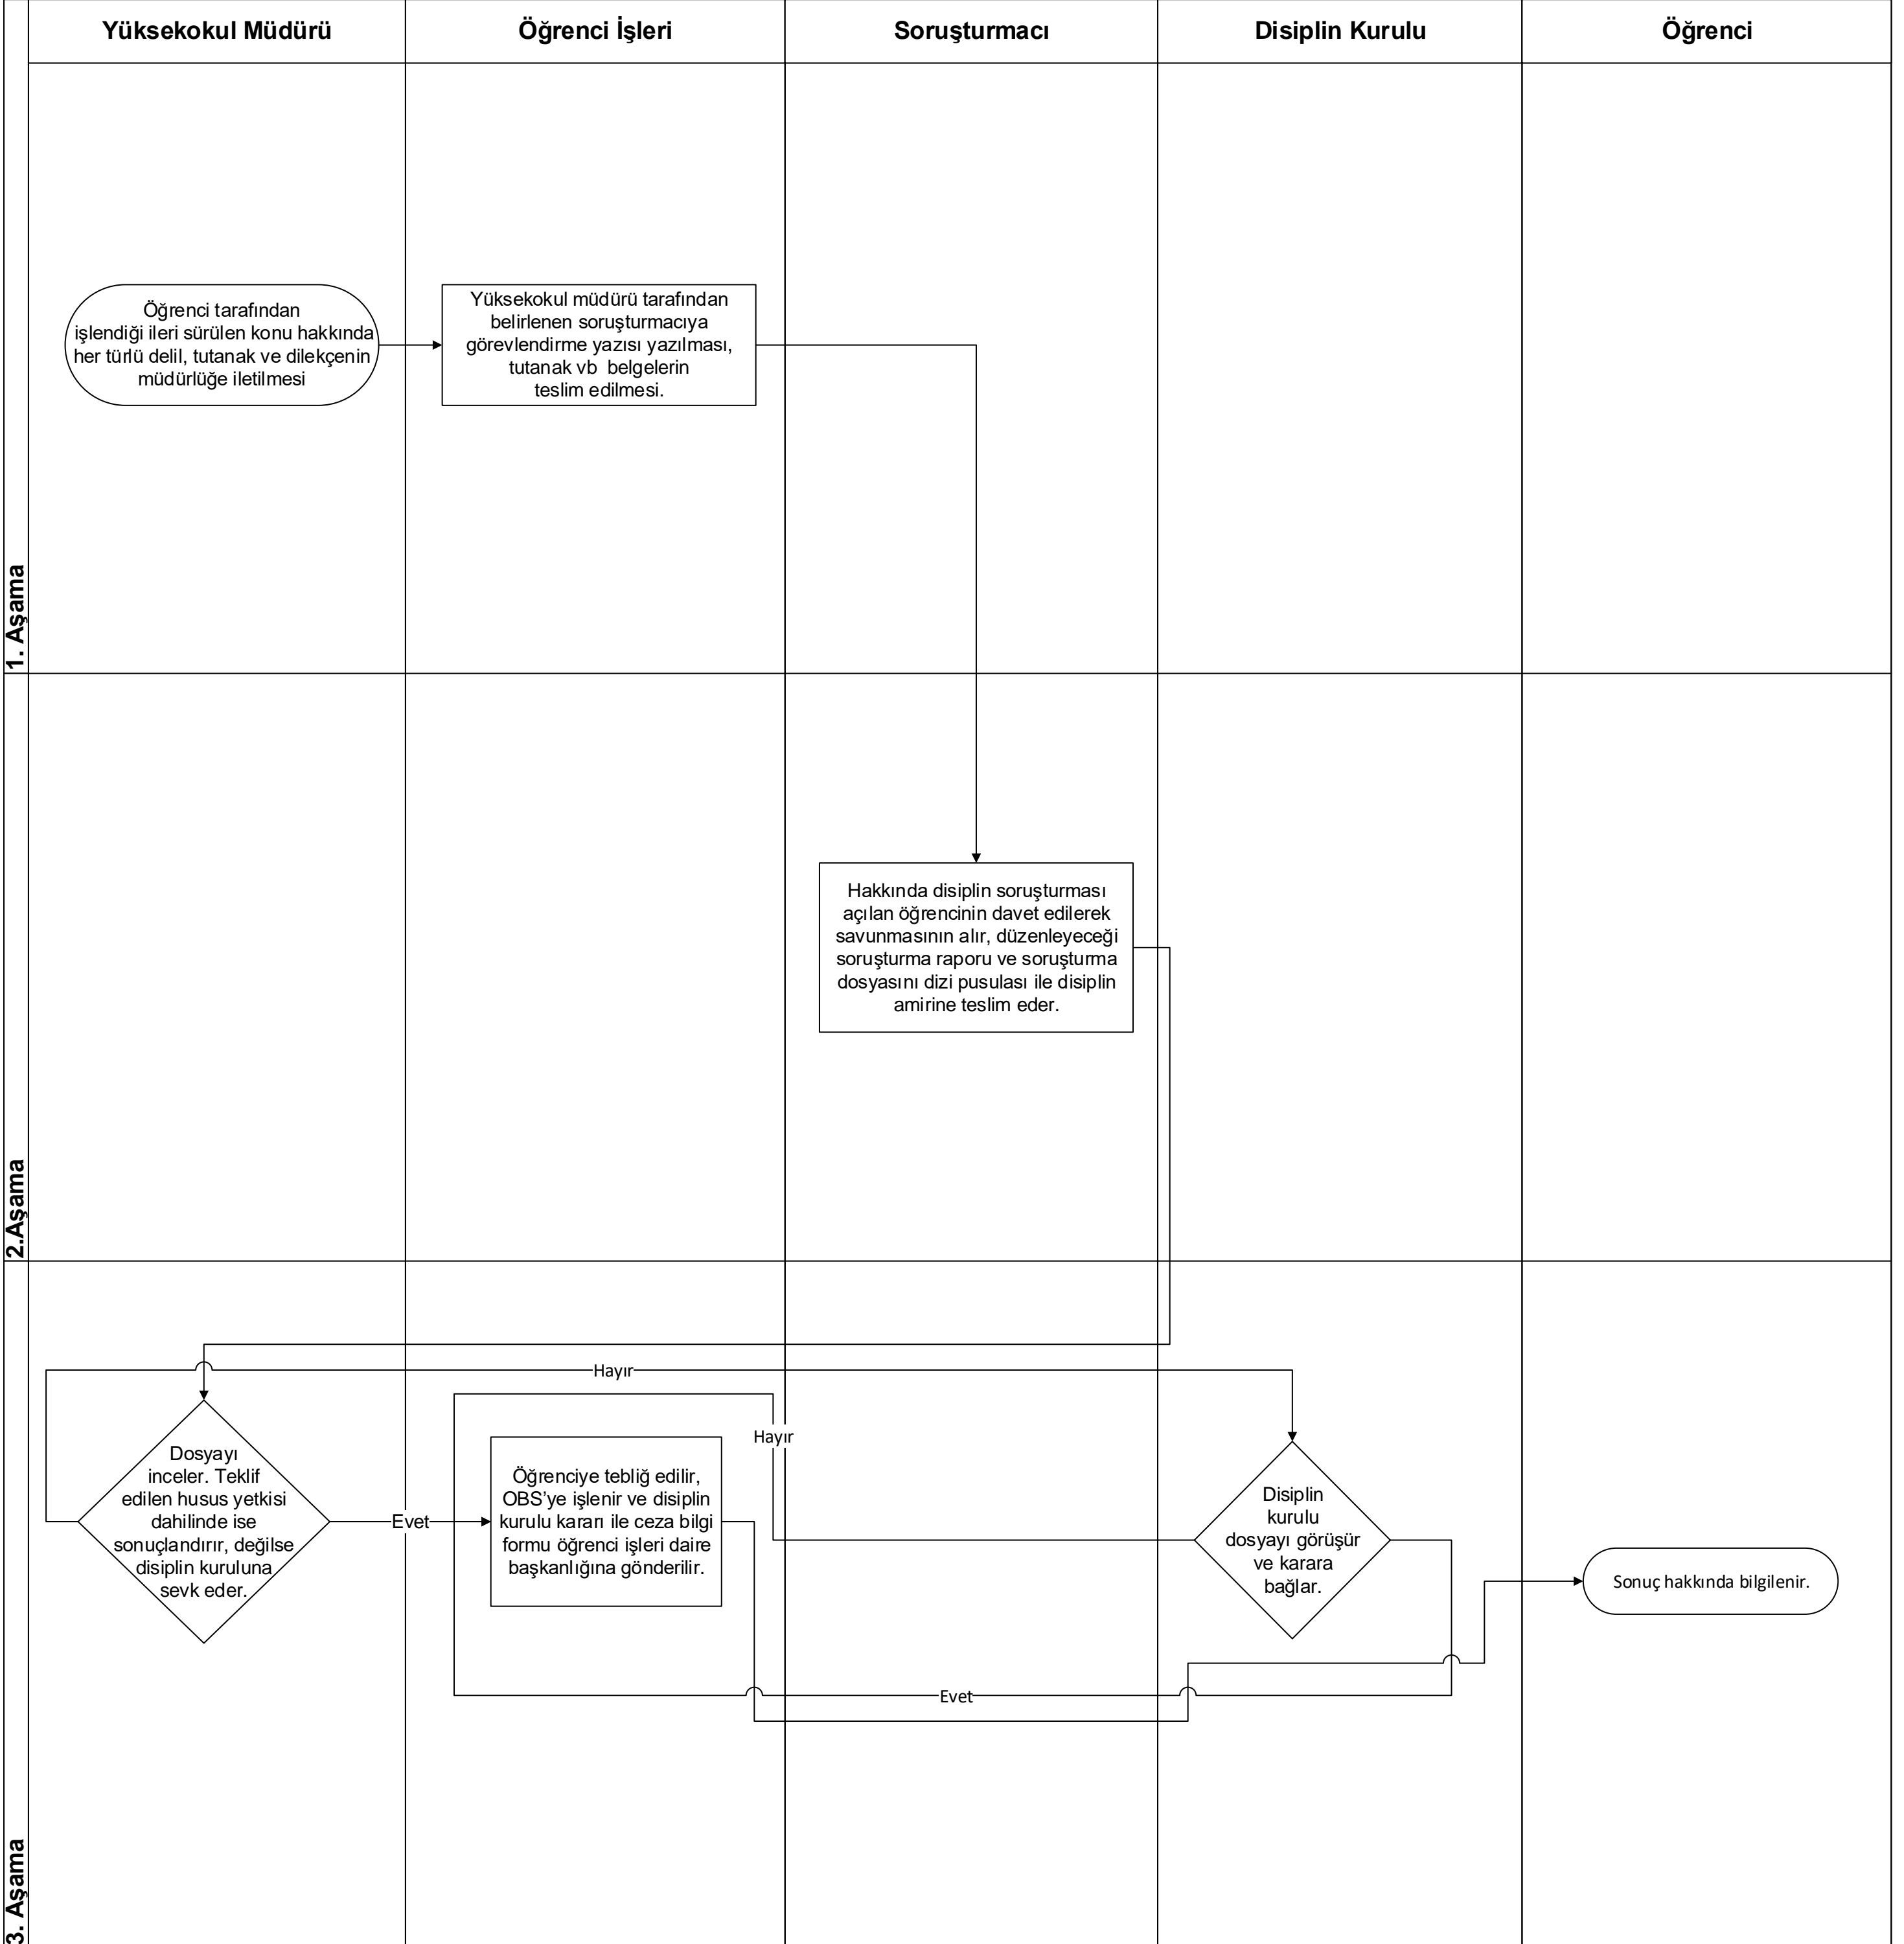 Yüksekokul Müdürü
Öğrenci İşleri
Soruşturmacı
Disiplin Kurulu
Öğrenci
1. Aşama
Öğrenci tarafından
işlendiği ileri sürülen konu hakkında
her türlü delil, tutanak ve dilekçenin
müdürlüğe iletilmesi
Yüksekokul müdürü tarafından
belirlenen soruşturmacıya
görevlendirme yazısı yazılması,
tutanak vb belgelerin
teslim edilmesi.
2.Aşama
Hakkında disiplin soruşturması
açılan öğrencinin davet edilerek
savunmasının alır, düzenleyeceği
soruşturma raporu ve soruşturma
dosyasını dizi pusulası ile disiplin
amirine teslim eder.
3. Aşama
Hayır
Dosyayı
inceler. Teklif
edilen husus yetkisi
dahilinde ise
sonuçlandırır, değilse
disiplin kuruluna
sevk eder.
Evet
Öğrenciye tebliğ edilir,
OBS’ye işlenir ve disiplin
kurulu kararı ile ceza bilgi
formu öğrenci işleri daire
başkanlığına gönderilir.
Hayır
Disiplin
kurulu
dosyayı görüşür
ve karara
bağlar.
Evet
Sonuç hakkında bilgilenir.